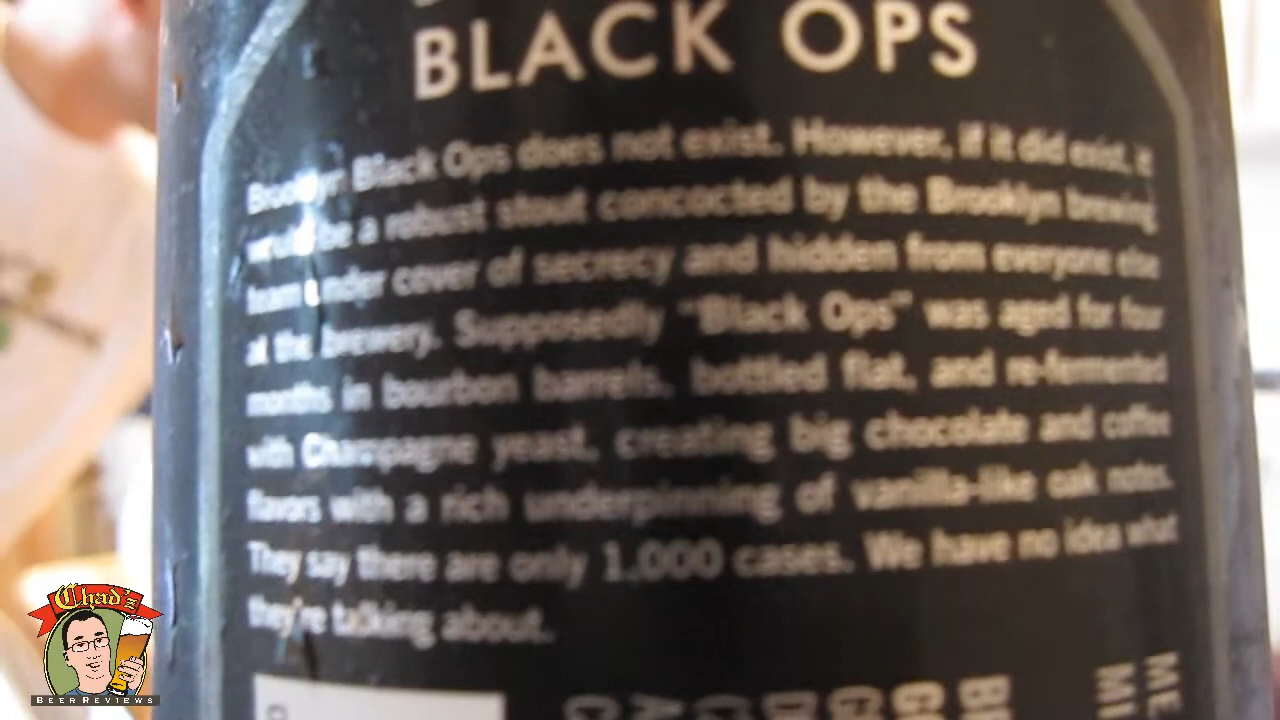 BLACK OPS
Brooklyn Black Ops does not exist. However, if it did exist, it
would be a robust stout concocted by the Brooklyn brewing
team under cover of secrecy and hidden from everyone else
at the brewery. Supposedly "Black Ops" was aged for four
months in bourbon barrels, bottled flat, and re-fermented
with Champagne yeast, creating big chocolate and coffee
flavors with a rich underpinning of vanilla-like oak notes.
They say there are only 1,000 cases. We have no idea what
they're talking about.
Chad'z
BEER REVIEWS